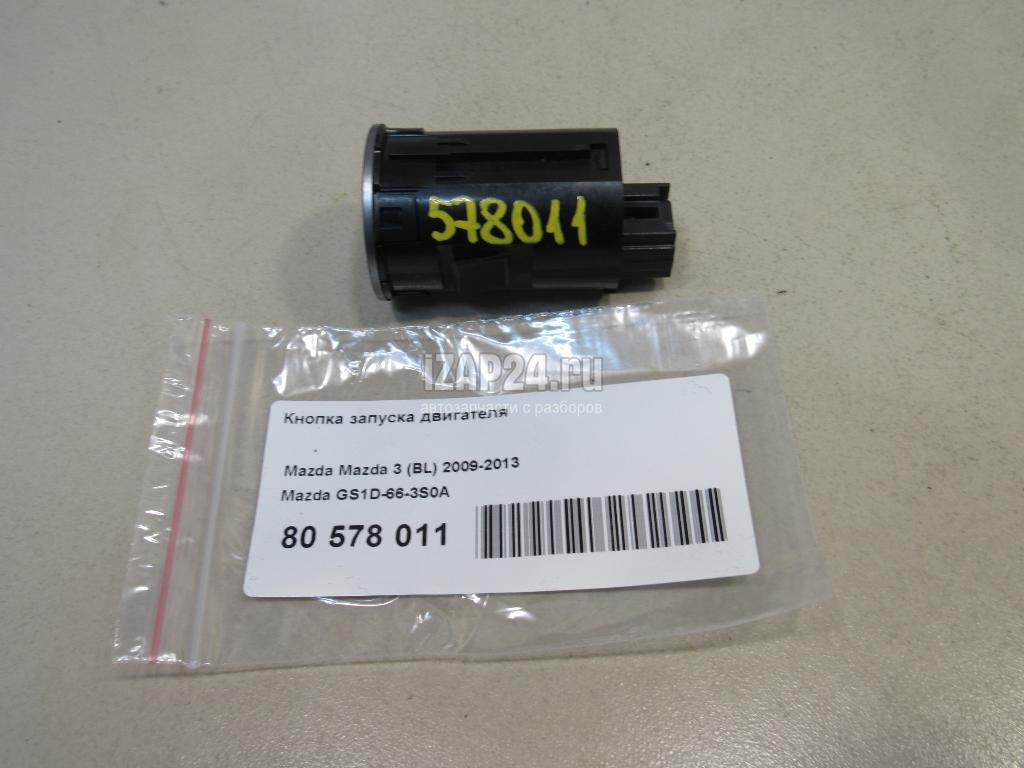 578011
iZAP24.ru
автозапчасти с разборов
Кнопка запуска двигателя
Mazda Mazda 3 (BL) 2009-2013
Mazda GS1D-66-3S0A
80 578 011